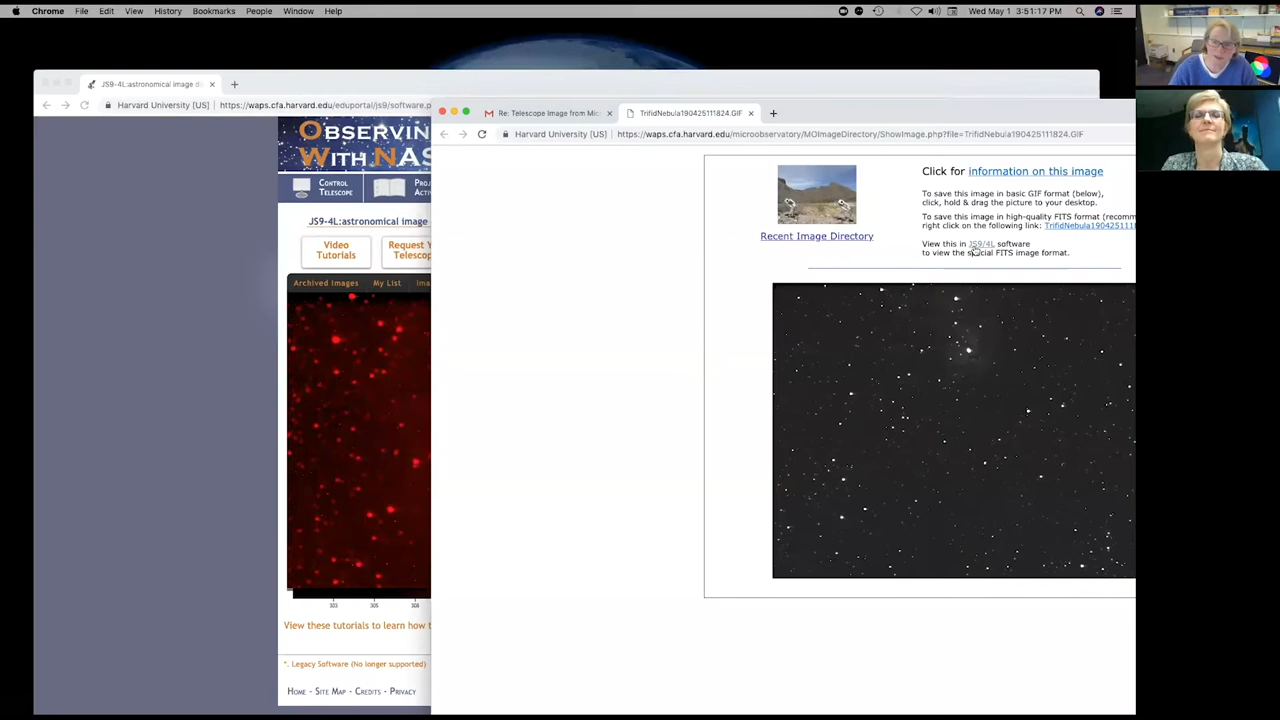 Chrome File Edit View History Bookmarks People Window Help
Wed May 1 3:51:17 PM
JS9-4L:astronomical image d
Harvard University [US] https://waps.cfa.harvard.edu/eduportal/js9/software.p
OBSERVIN
WITH NAS
CONTROL
TELESCOPE
JS9-4L:astronomical image
Video
Tutorials
Request Y
Telescop
Archived Images My List Ima
303 305 308
View these tutorials to learn how t
*. Legacy Software (No longer supported)
HOME - SITE MAP - CREDITS - PRIVACY
Re: Telescope Image from Mic
TrifidNebula190425111824.GIF
Harvard University [US] https://waps.cfa.harvard.edu/microobservatory/MOImageDirectory/ShowImage.php?file=TrifidNebula190425111824.GIF
Recent Image Directory
Click for information on this image
To save this image in basic GIF format (below),
click, hold & drag the picture to your desktop.
To save this image in high-quality FITS format (recomm
right click on the following link: TrifidNebula1904251118
View this in JS9/4L software
to view the special FITS image format.